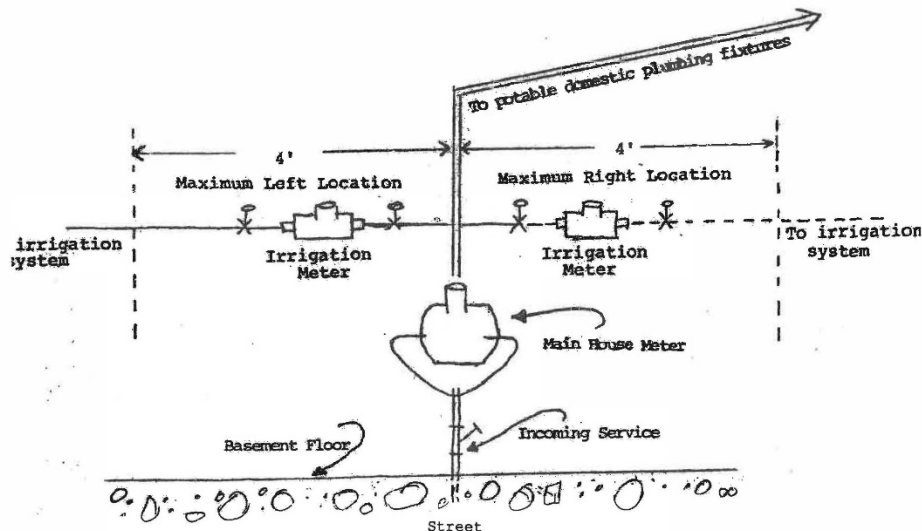 To potable domestic plumbing fixtures
4'
4'
Maximum Left Location
Maximum Right Location
irrigation
system
To irrigation
system
Irrigation
Meter
Irrigation
Meter
Main House Meter
Incoming Service
Basement Floor
Street